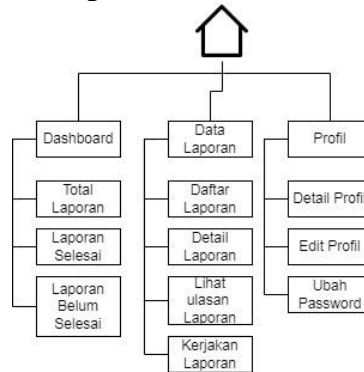 Dashboard
Total
Laporan
Laporan
Selesai
Laporan
Belum
Selesai
Data
Laporan
Daftar
Laporan
Detail
Laporan
Lihat
ulasan
Laporan
Kerjakan
Laporan
Profil
Detail Profil
Edit Profil
Ubah
Password